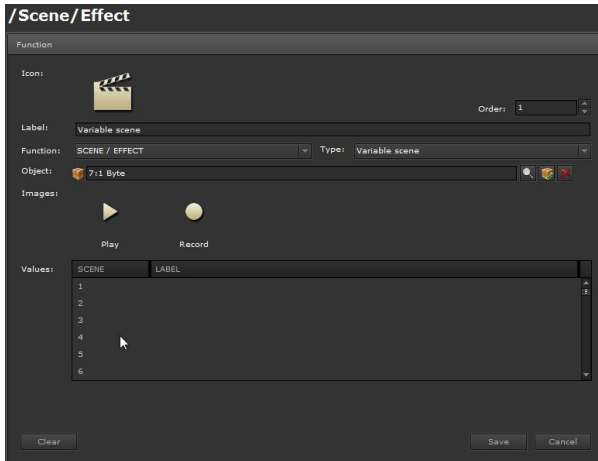 /Scene/Effect
Function
Icon:
Order: 1
Label: Variable scene
Function: SCENE / EFFECT Type: Variable scene
Object: 7:1 Byte
Images:
Play Record
Values: SCENE LABEL
1
2
3
4
5
6
Clear Save Cancel